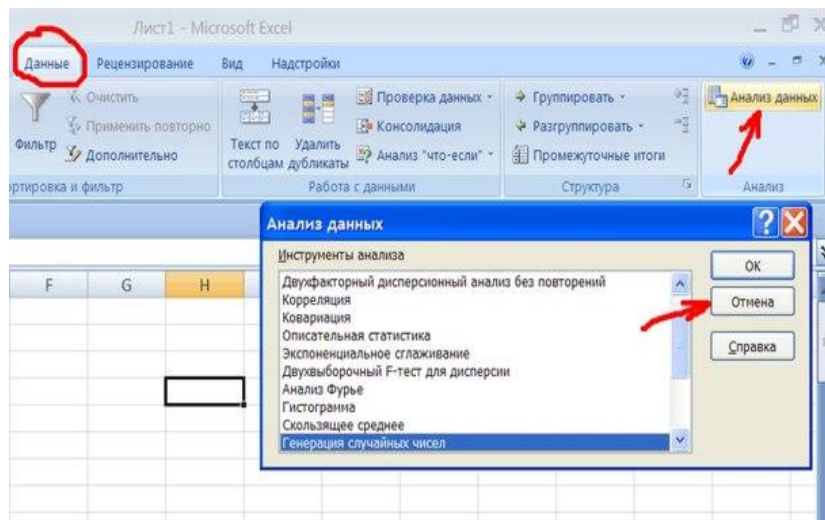 Лист1 - Microsoft Excel
Данные Рецензирование Вид Надстройки
Фильтр
Очистить
Применить повторно
Дополнительно
ортировка и фильтр
Текст по столбцам
Удалить дубликаты
Проверка данных
Консолидация
Анализ "что-если"
Работа с данными
Группировать
Разгруппировать
Промежуточные итоги
Структура
Анализ данных
Анализ
Анализ данных
Инструменты анализа
Двухфакторный дисперсионный анализ без повторений
Корреляция
Ковариация
Описательная статистика
Экспоненциальное сглаживание
Двухвыборочный F-тест для дисперсии
Анализ Фурье
Гистограмма
Скользящее среднее
Генерация случайных чисел
OK
Отмена
Справка
F G H